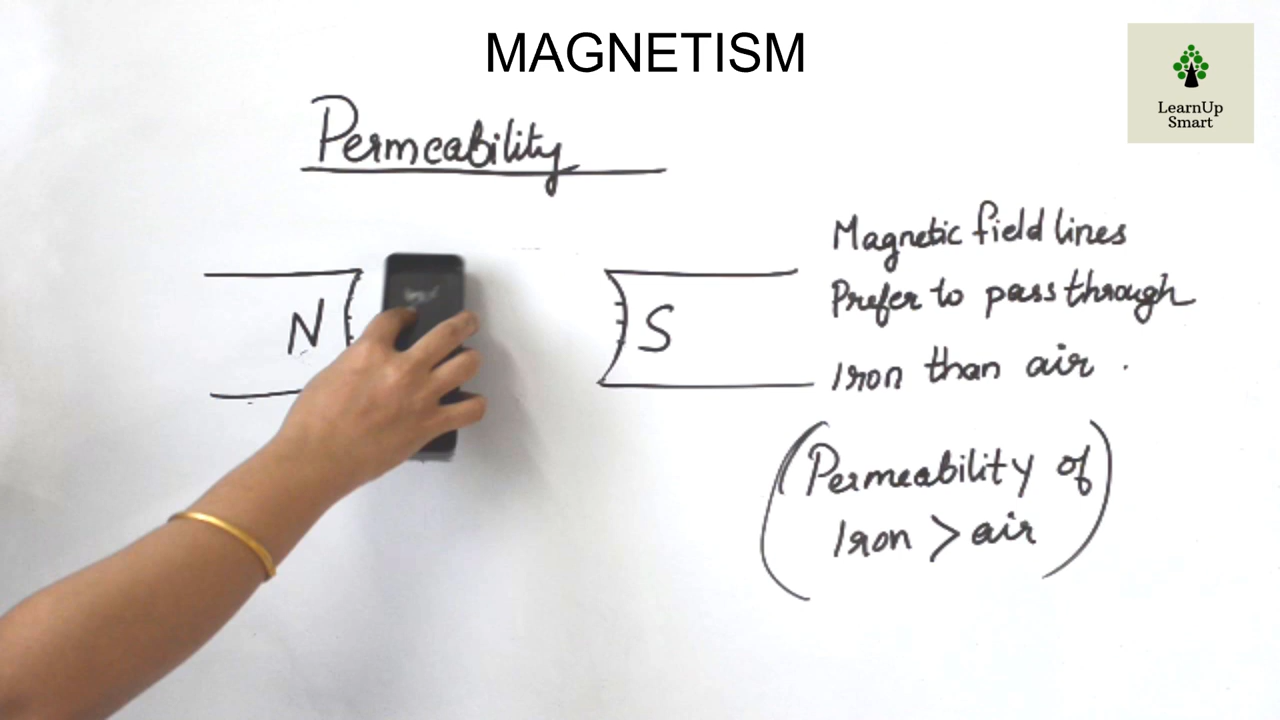 MAGNETISM
LearnUp
Smart
Permeability
N
S
Magnetic field lines
Prefer to pass through
Iron than air.
(Permeability of
Iron > air)